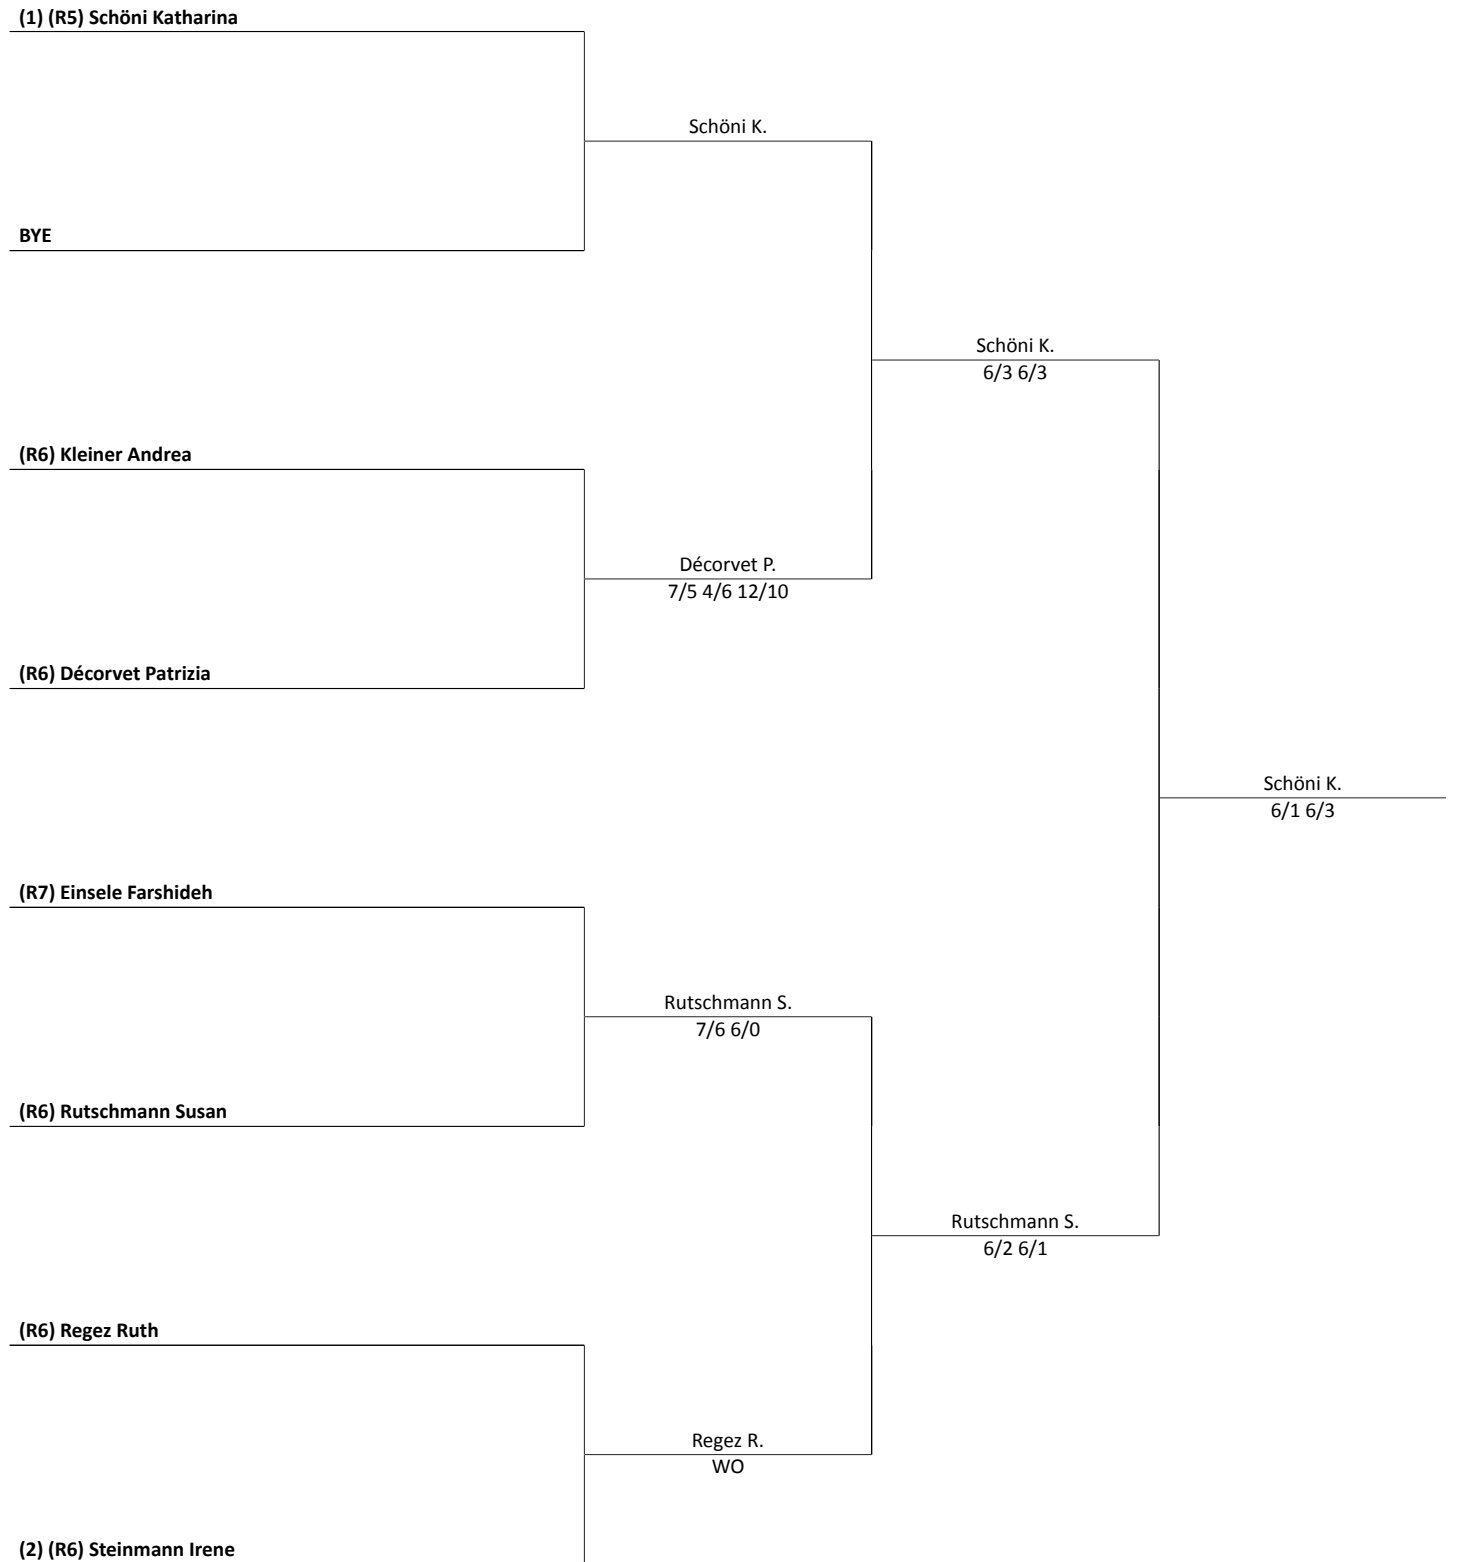 (1) (R5) Schöni Katharina
Schöni K.
BYE
Schöni K.
6/3 6/3
(R6) Kleiner Andrea
Décorvet P.
7/5 4/6 12/10
(R6) Décorvet Patrizia
Schöni K.
6/1 6/3
(R7) Einsele Farshideh
Rutschmann S.
7/6 6/0
(R6) Rutschmann Susan
Rutschmann S.
6/2 6/1
(R6) Regez Ruth
Regez R.
WO
(2) (R6) Steinmann Irene